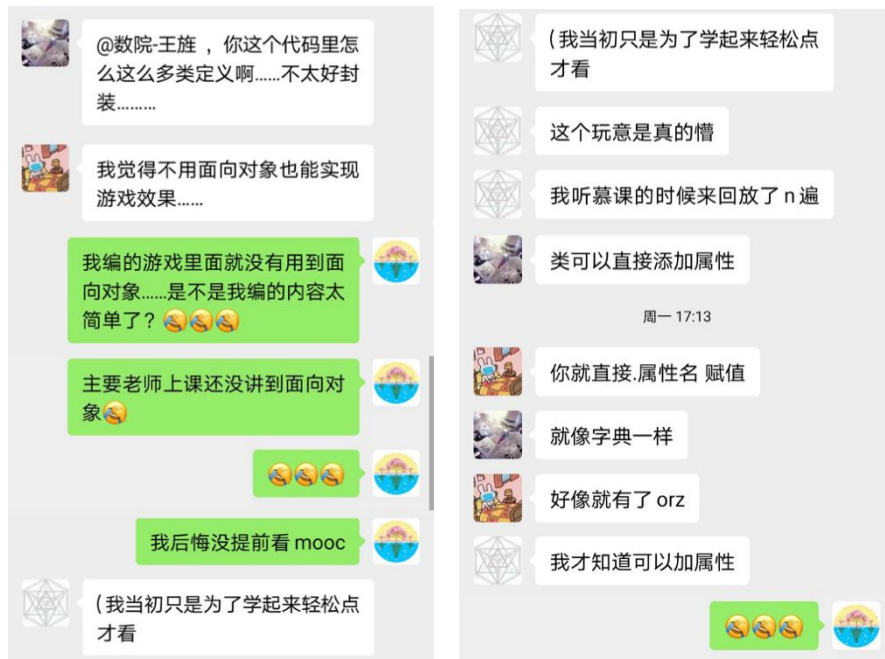 @数院-王旌 ，你这个代码里怎
么这么多类定义啊……不太好封
装………
我觉得不用面向对象也能实现
游戏效果……
我编的游戏里面就没有用到面
向对象……是不是我编的内容太
简单了？🤣🤣🤣
主要老师上课还没讲到面向对
象🤣
🤣🤣🤣
我后悔没提前看 mooc
(我当初只是为了学起来轻松点
才看
(我当初只是为了学起来轻松点
才看
这个玩意是真的懵
我听慕课的时候来回放了 n 遍
类可以直接添加属性
周一 17:13
你就直接.属性名 赋值
就像字典一样
好像就有了 orz
我才知道可以加属性
🤣🤣🤣